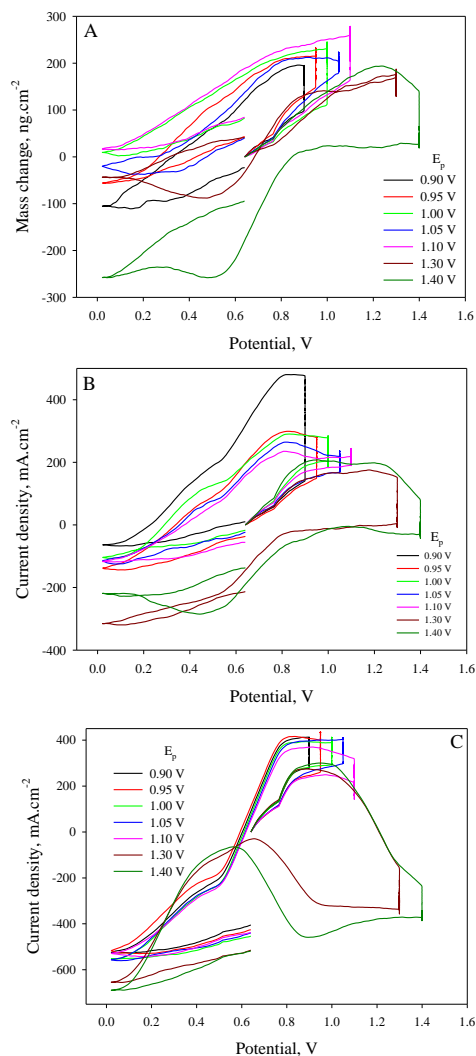 A
300
200
100
0
-100
-200
-300
Mass change, ng.cm-2
Ep
0.90 V
0.95 V
1.00 V
1.05 V
1.10 V
1.30 V
1.40 V
0.0 0.2 0.4 0.6 0.8 1.0 1.2 1.4 1.6
Potential, V
B
400
200
0
-200
-400
Current density, mA.cm-2
Ep
0.90 V
0.95 V
1.00 V
1.05 V
1.10 V
1.30 V
1.40 V
0.0 0.2 0.4 0.6 0.8 1.0 1.2 1.4 1.6
Potential, V
C
400
200
0
-200
-400
-600
Current density, mA.cm-2
Ep
0.90 V
0.95 V
1.00 V
1.05 V
1.10 V
1.30 V
1.40 V
0.0 0.2 0.4 0.6 0.8 1.0 1.2 1.4 1.6
Potential, V